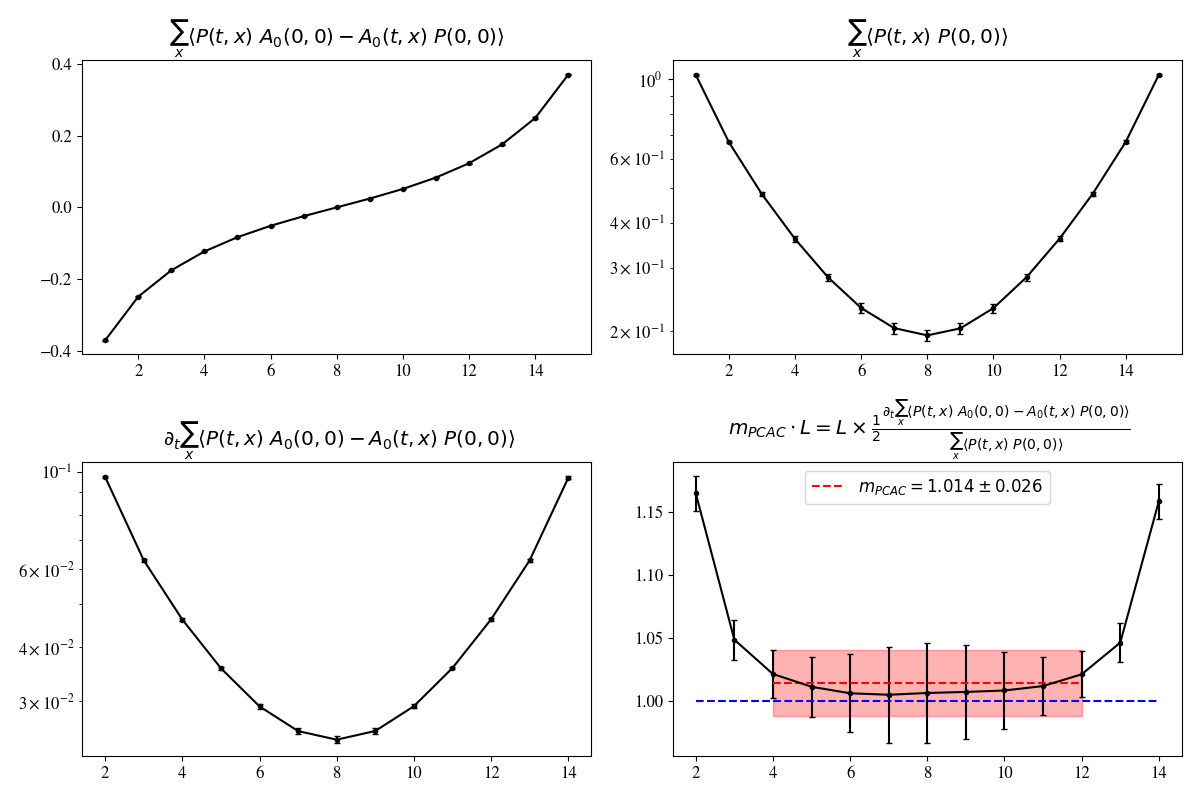 ∑ₓ⟨P(t, x) A₀(0, 0) − A₀(t, x) P(0, 0)⟩
0.4
0.2
0.0
−0.2
−0.4
2 4 6 8 10 12 14
∑ₓ⟨P(t, x) P(0, 0)⟩
10⁰
6 × 10⁻¹
4 × 10⁻¹
3 × 10⁻¹
2 × 10⁻¹
2 4 6 8 10 12 14
∂ₜ∑ₓ⟨P(t, x) A₀(0, 0) − A₀(t, x) P(0, 0)⟩
10⁻¹
6 × 10⁻²
4 × 10⁻²
3 × 10⁻²
2 4 6 8 10 12 14
m_PCAC · L = L × 1/2 ∂ₜ∑ₓ⟨P(t, x) A₀(0, 0) − A₀(t, x) P(0, 0)⟩ / ∑ₓ⟨P(t, x) P(0, 0)⟩
m_PCAC = 1.014 ± 0.026
1.15
1.10
1.05
1.00
2 4 6 8 10 12 14